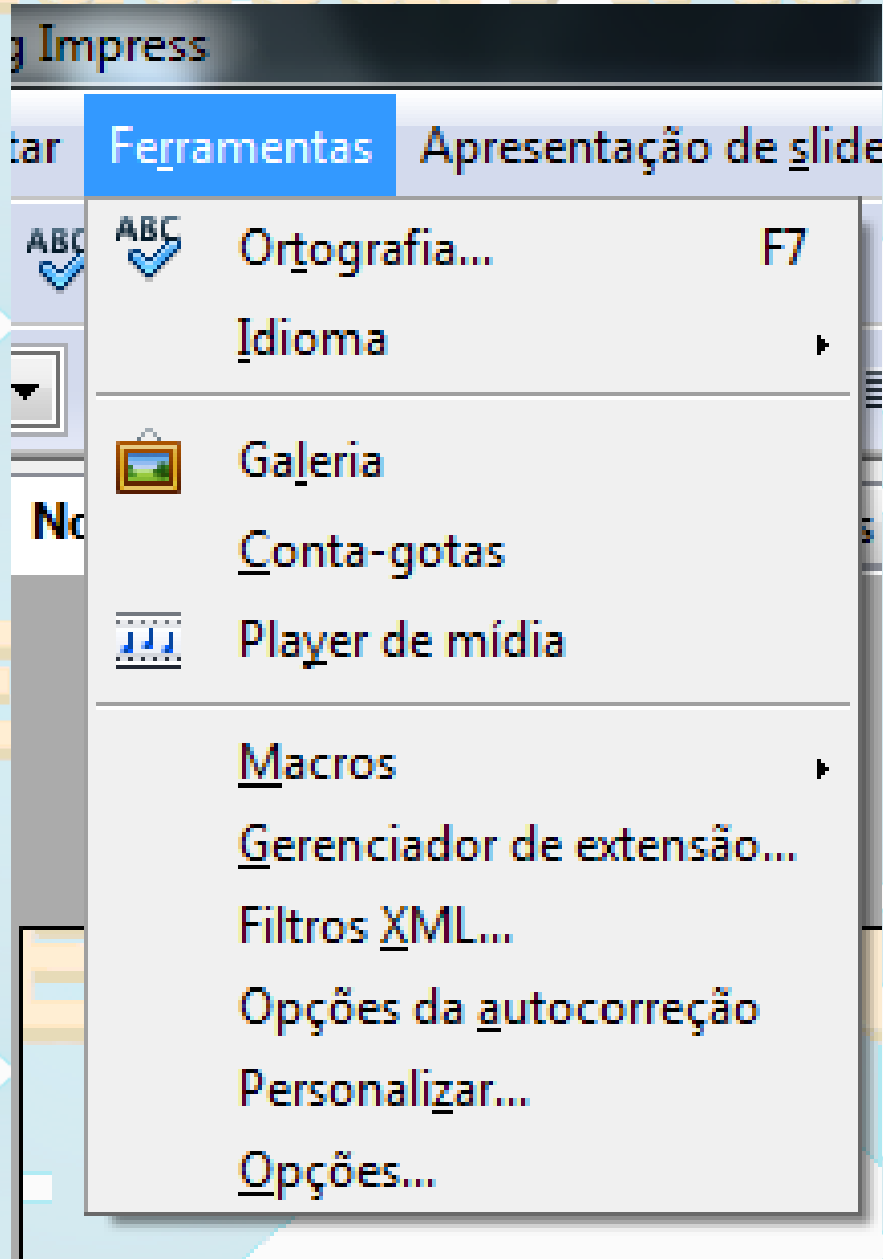 g Impress
tar Ferramentas Apresentação de slide
ABC ABC Ortografia... F7
Idioma
Galeria
No Conta-gotas s
Player de mídia
Macros
Gerenciador de extensão...
Filtros XML...
Opções da autocorreção
Personalizar...
Opções...